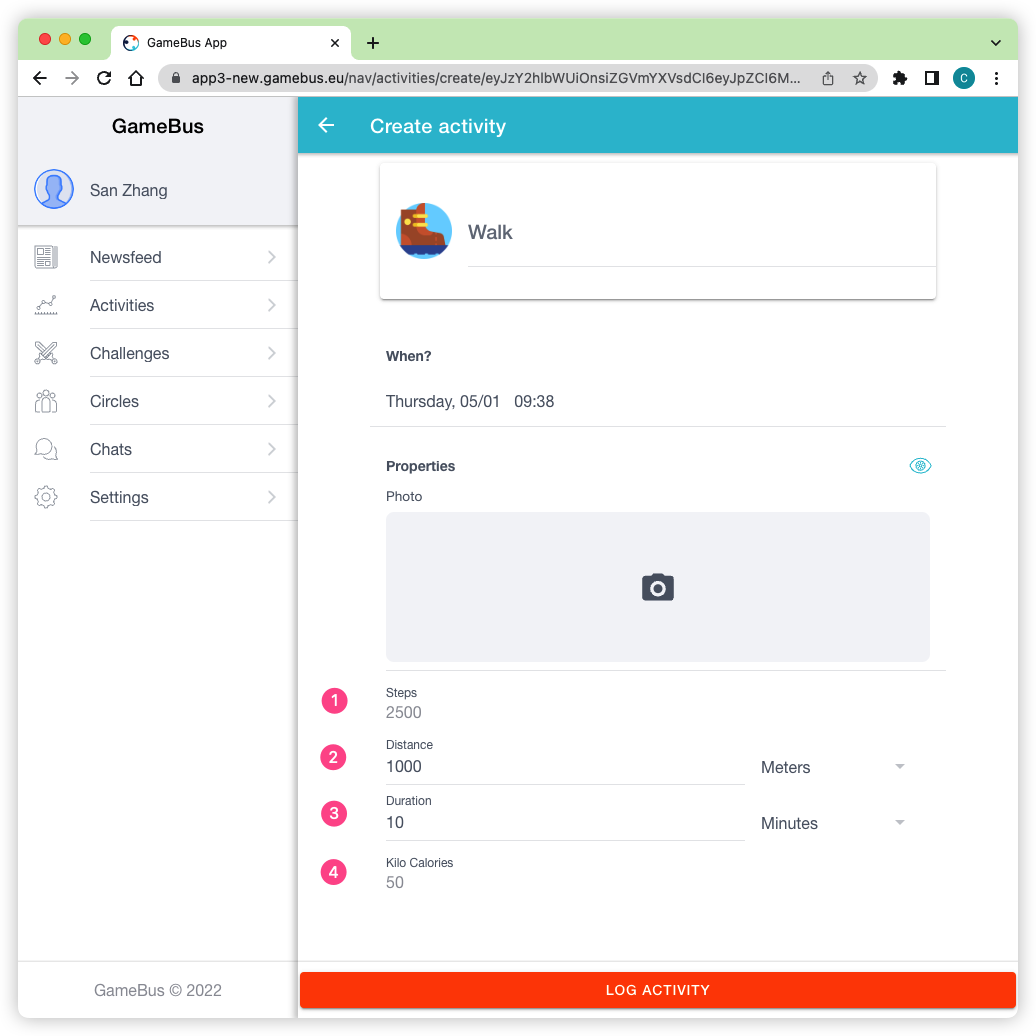 GameBus App
app3-new.gamebus.eu/nav/activities/create/eyJzY2hlbWUiOnsiZGVmYXVsdCI6eyJpZCI6M...
C
GameBus
Create activity
San Zhang
Walk
Newsfeed
Activities
Challenges
Circles
Chats
Settings
When?
Thursday, 05/01 09:38
Properties
Photo
1 Steps
2500
2 Distance
1000 Meters
3 Duration
10 Minutes
4 Kilo Calories
50
GameBus © 2022
LOG ACTIVITY